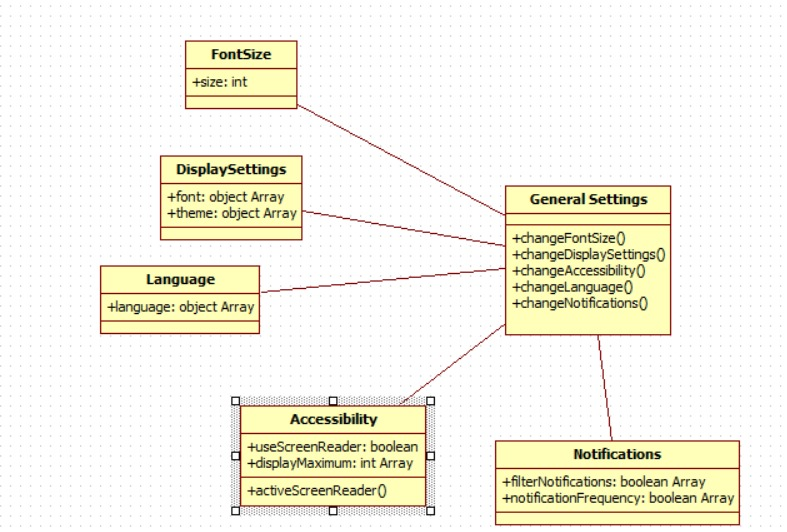 FontSize
+size: int
DisplaySettings
+font: object Array
+theme: object Array
General Settings
+changeFontSize()
+changeDisplaySettings()
+changeAccessibility()
+changeLanguage()
+changeNotifications()
Language
+language: object Array
Accessibility
+useScreenReader: boolean
+displayMaximum: int Array
+activeScreenReader()
Notifications
+filterNotifications: boolean Array
+notificationFrequency: boolean Array